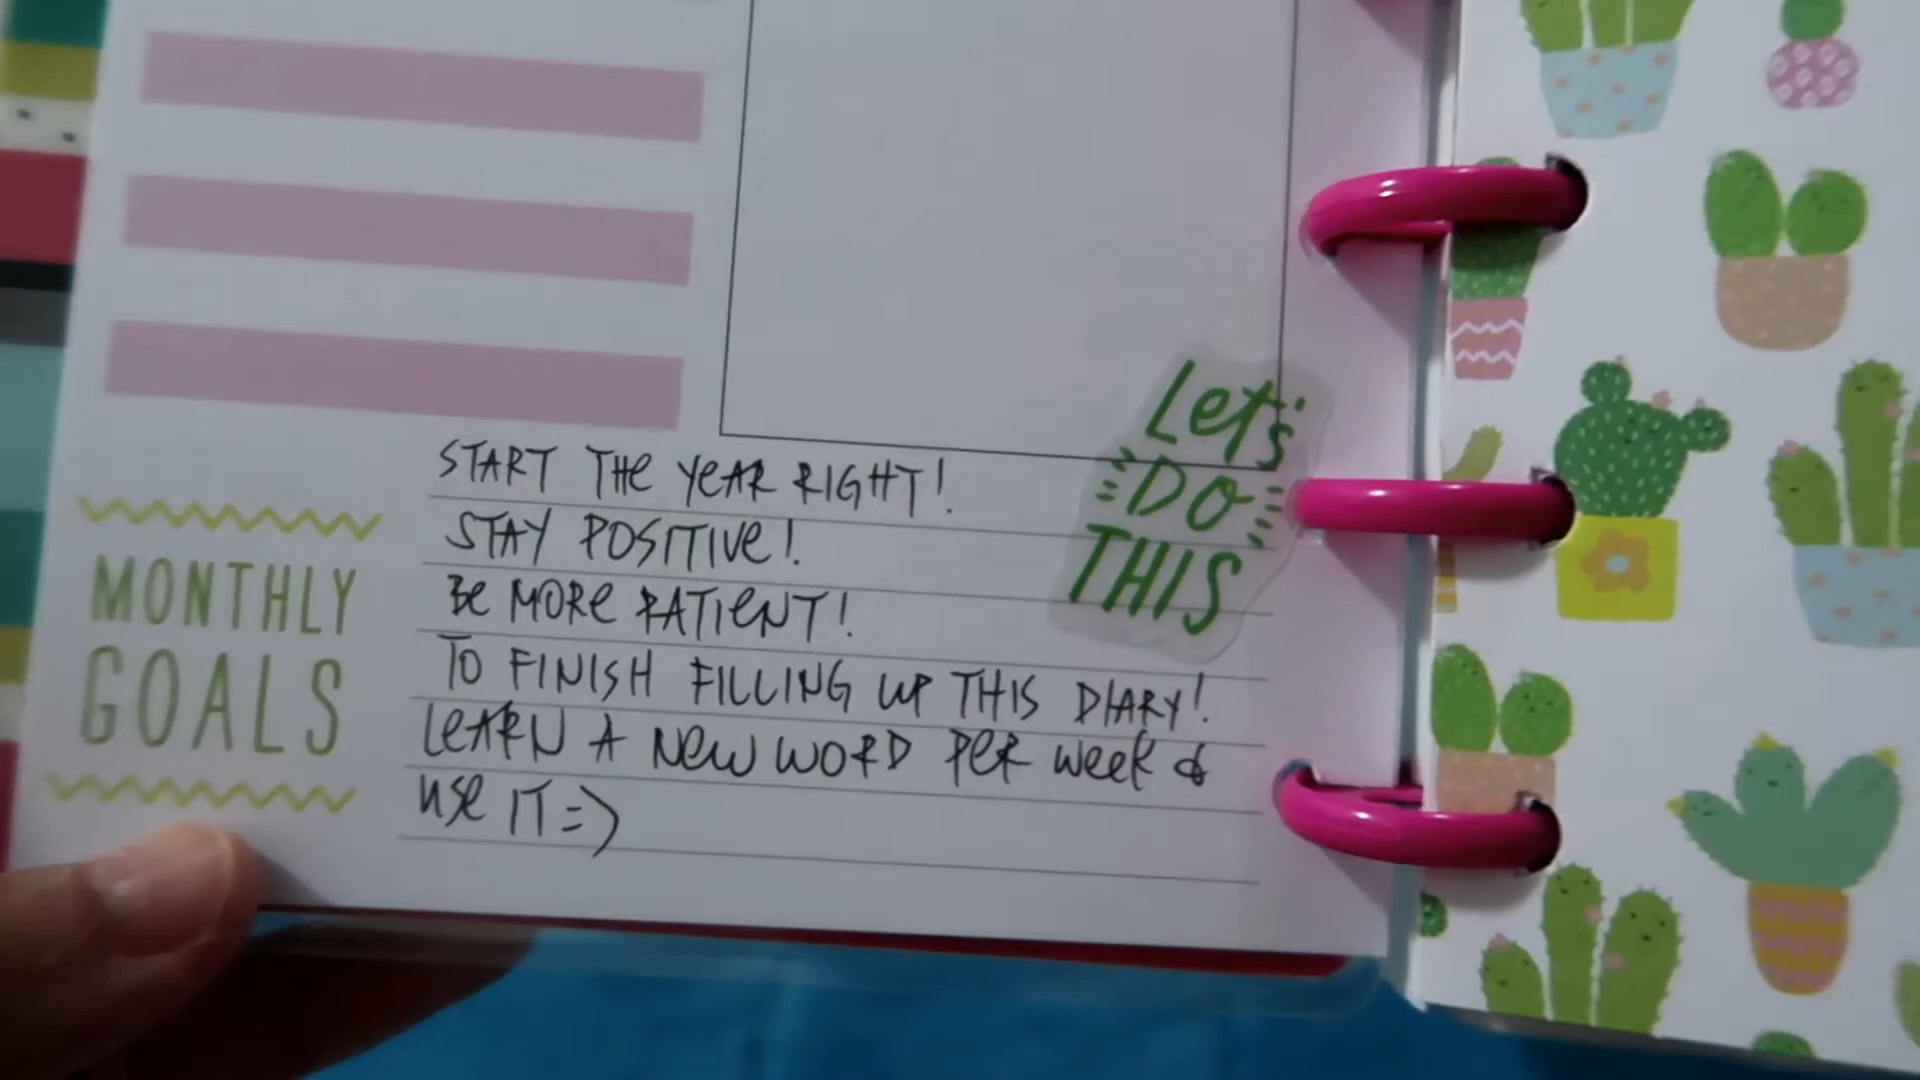 START THE YEAR RIGHT!
STAY POSITIVE!
BE MORE PATIENT!
TO FINISH FILLING UP THIS DIARY!
LEARN A NEW WORD PER WEEK &
USE IT =)
MONTHLY
GOALS
Let's
DO
THIS